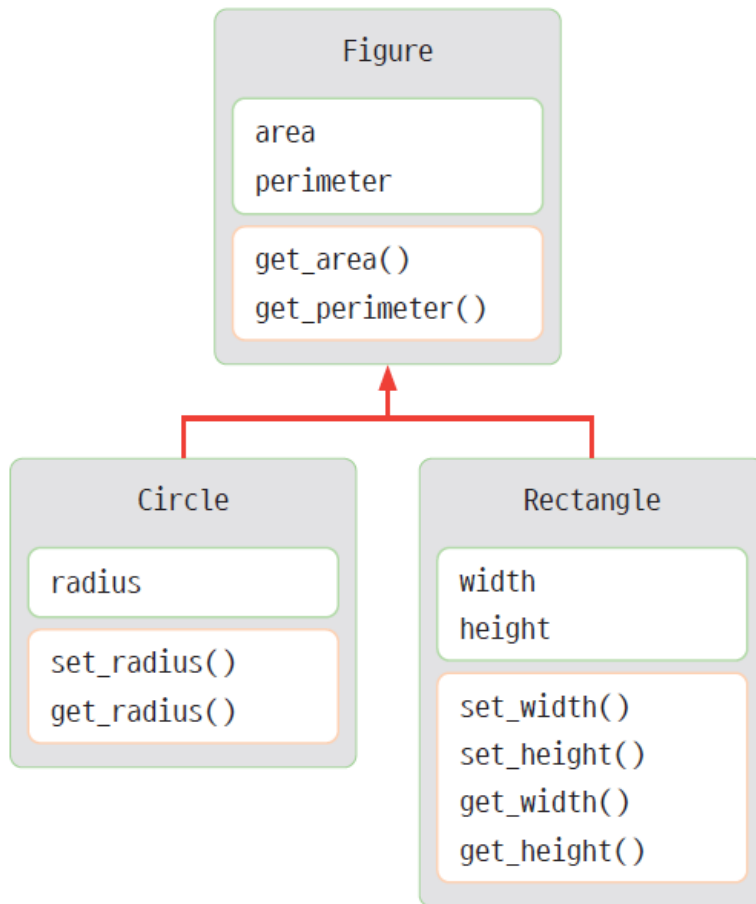 Figure
area
perimeter
get_area()
get_perimeter()
Circle
radius
set_radius()
get_radius()
Rectangle
width
height
set_width()
set_height()
get_width()
get_height()